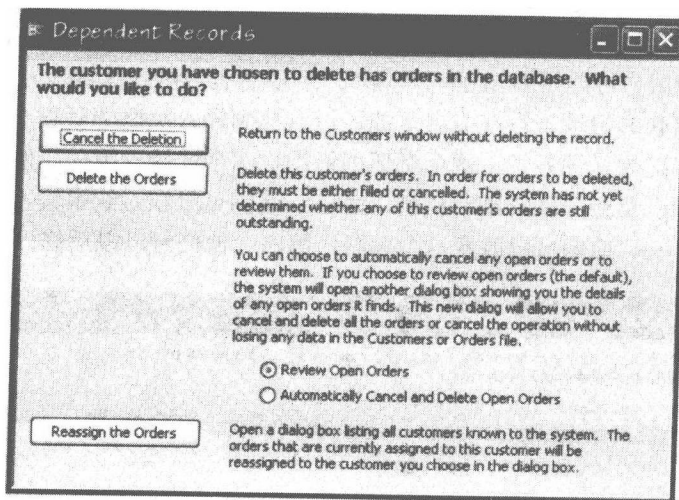 Dependent Records
The customer you have chosen to delete has orders in the database. What
would you like to do?
Cancel the Deletion
Return to the Customers window without deleting the record.
Delete the Orders
Delete this customer's orders. In order for orders to be deleted,
they must be either filled or cancelled. The system has not yet
determined whether any of this customer's orders are still
outstanding.
You can choose to automatically cancel any open orders or to
review them. If you choose to review open orders (the default),
the system will open another dialog box showing you the details
of any open orders it finds. This new dialog will allow you to
cancel and delete all the orders or cancel the operation without
losing any data in the Customers or Orders file.
Review Open Orders
Automatically Cancel and Delete Open Orders
Reassign the Orders
Open a dialog box listing all customers known to the system. The
orders that are currently assigned to this customer will be
reassigned to the customer you choose in the dialog box.